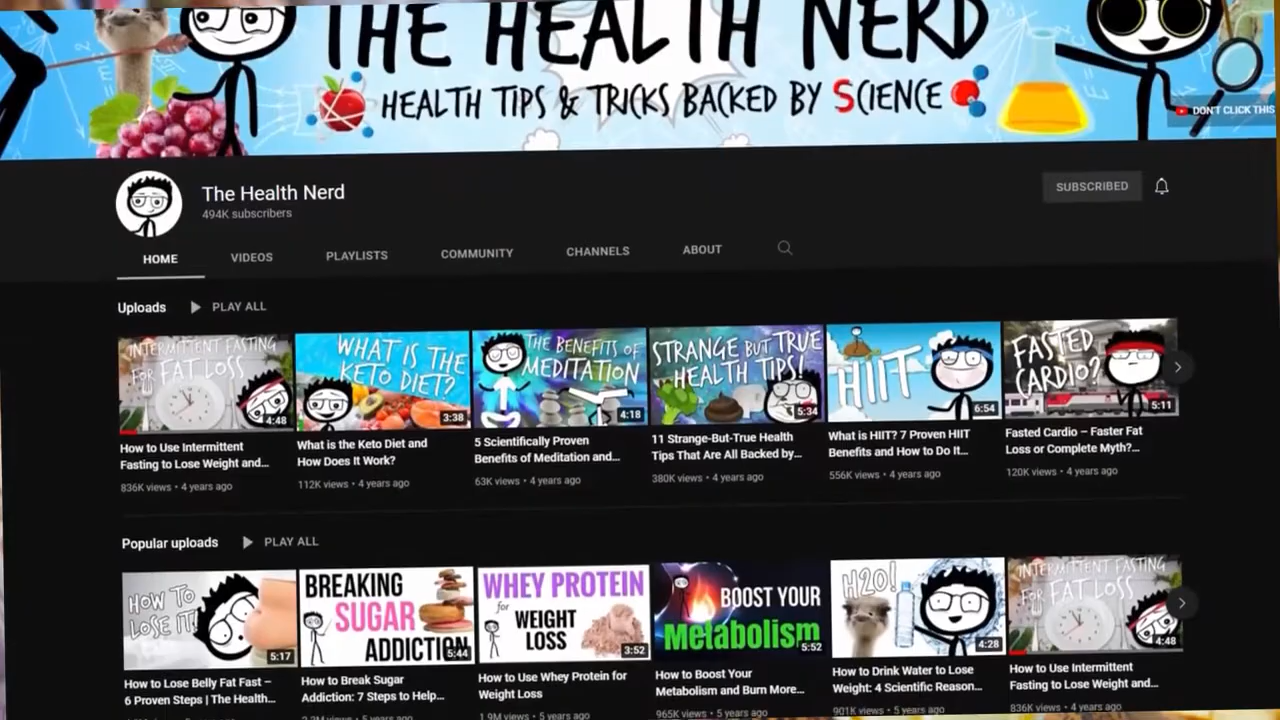 THE HEALTH NERD
HEALTH TIPS & TRICKS BACKED BY SCIENCE
DON'T CLICK THIS
The Health Nerd
494K subscribers
SUBSCRIBED
HOME VIDEOS PLAYLISTS COMMUNITY CHANNELS ABOUT
Uploads PLAY ALL
INTERMITTENT FASTING
FOR FAT LOSS
4:48
WHAT IS THE
KETO DIET?
3:38
THE BENEFITS OF
MEDITATION
4:18
STRANGE BUT TRUE
HEALTH TIPS!
5:34
HIIT
6:54
FASTED
CARDIO?
5:11
How to Use Intermittent
Fasting to Lose Weight and...
836K views • 4 years ago
What is the Keto Diet and
How Does It Work?
112K views • 4 years ago
5 Scientifically Proven
Benefits of Meditation and...
63K views • 4 years ago
11 Strange-But-True Health
Tips That Are All Backed by...
380K views • 4 years ago
What is HIIT? 7 Proven HIIT
Benefits and How to Do It...
556K views • 4 years ago
Fasted Cardio – Faster Fat
Loss or Complete Myth?...
120K views • 4 years ago
Popular uploads PLAY ALL
HOW TO
LOSE IT!
5:17
BREAKING
SUGAR
ADDICTION
5:44
WHEY PROTEIN
for
WEIGHT
LOSS
3:52
BOOST YOUR
Metabolism
5:52
H2O!
4:28
INTERMITTENT FASTING
FOR FAT LOSS
4:48
How to Lose Belly Fat Fast –
6 Proven Steps | The Health...
How to Break Sugar
Addiction: 7 Steps to Help...
5 years ago
How to Use Whey Protein for
Weight Loss
1.9M views • 5 years ago
How to Boost Your
Metabolism and Burn More...
965K views • 5 years ago
How to Drink Water to Lose
Weight: 4 Scientific Reason...
901K views • 5 years ago
How to Use Intermittent
Fasting to Lose Weight and...
836K views • 4 years ago